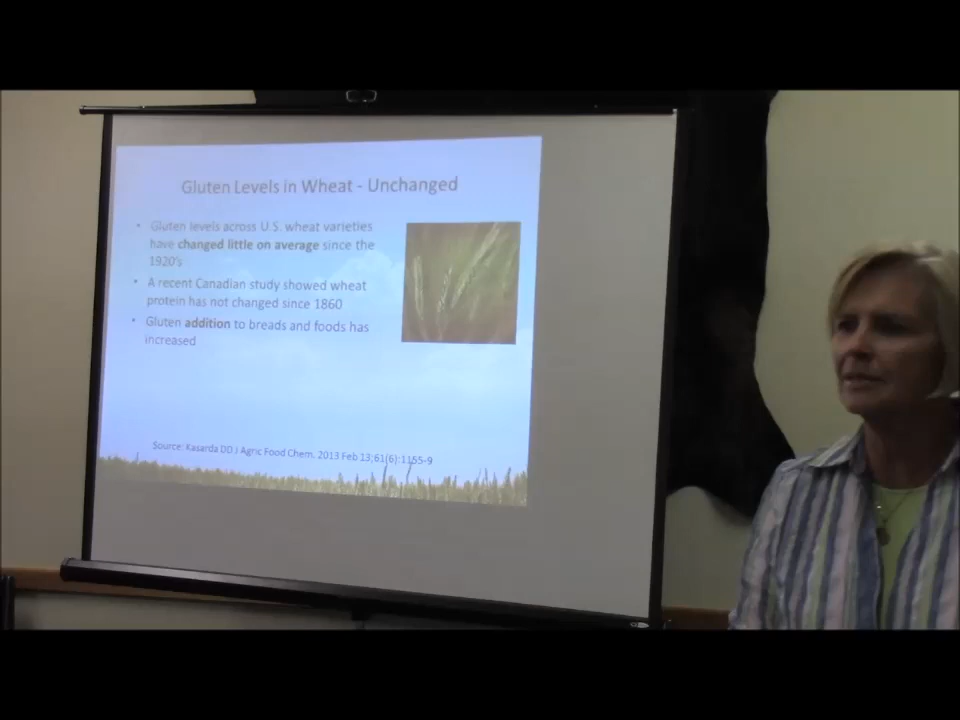 Gluten Levels in Wheat - Unchanged
• Gluten levels across U.S. wheat varieties
have changed little on average since the
1920's
• A recent Canadian study showed wheat
protein has not changed since 1860
• Gluten addition to breads and foods has
increased
Source: Kasarda DD J Agric Food Chem. 2013 Feb 13;61(6):1155-9